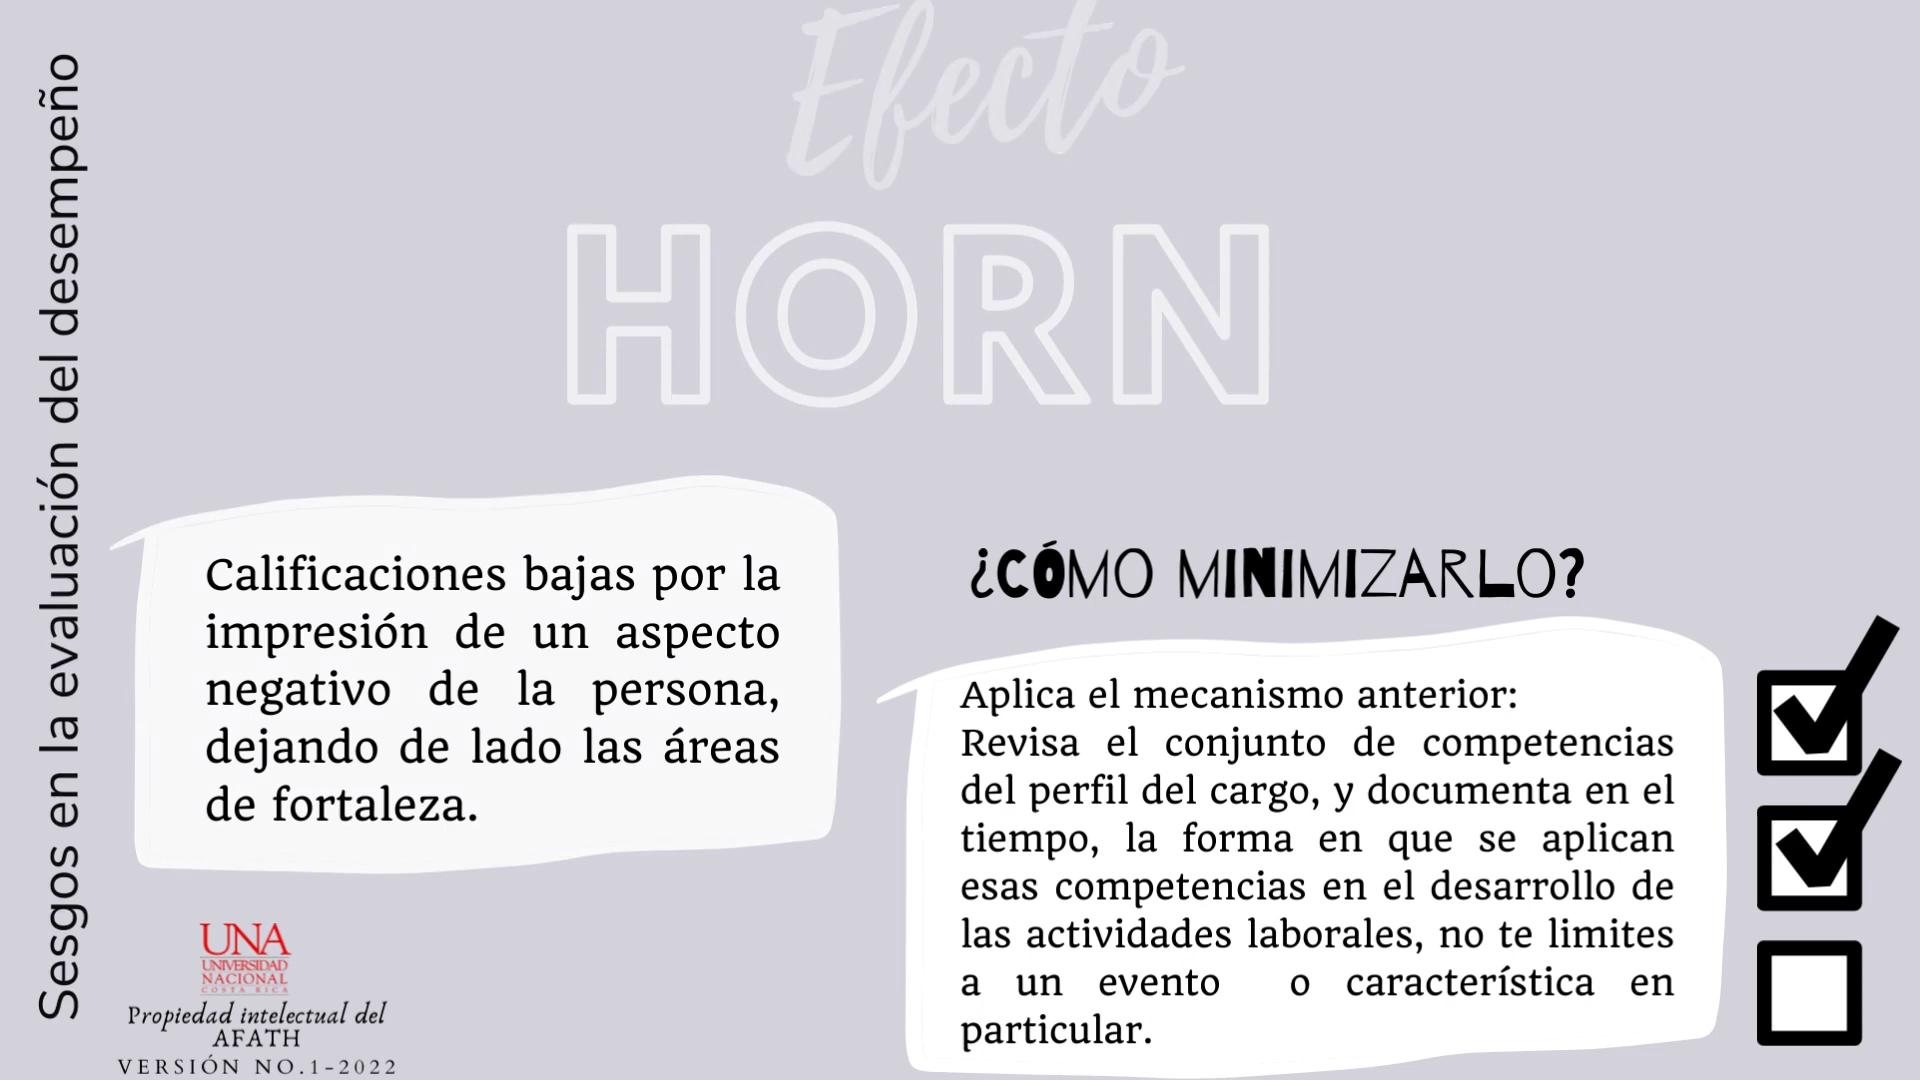 Sesgos en la evaluación del desempeño
Efecto
HORN
Calificaciones bajas por la
impresión de un aspecto
negativo de la persona,
dejando de lado las áreas
de fortaleza.
¿CÓMO MINIMIZARLO?
Aplica el mecanismo anterior:
Revisa el conjunto de competencias
del perfil del cargo, y documenta en el
tiempo, la forma en que se aplican
esas competencias en el desarrollo de
las actividades laborales, no te limites
a un evento o característica en
particular.
UNA
UNIVERSIDAD
NACIONAL
COSTA RICA
Propiedad intelectual del
AFATH
VERSIÓN NO.1-2022